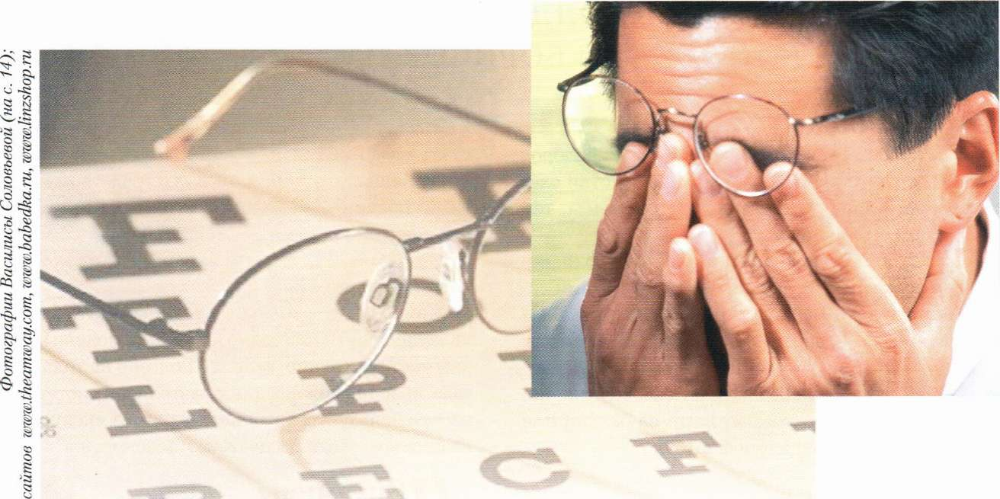 Фотографии Василисы Соловьевой (на с. 14);
сайтов www.theamway.com, www.babedka.ru, www.linzshop.ru
E F
F
T O
L P
E C F